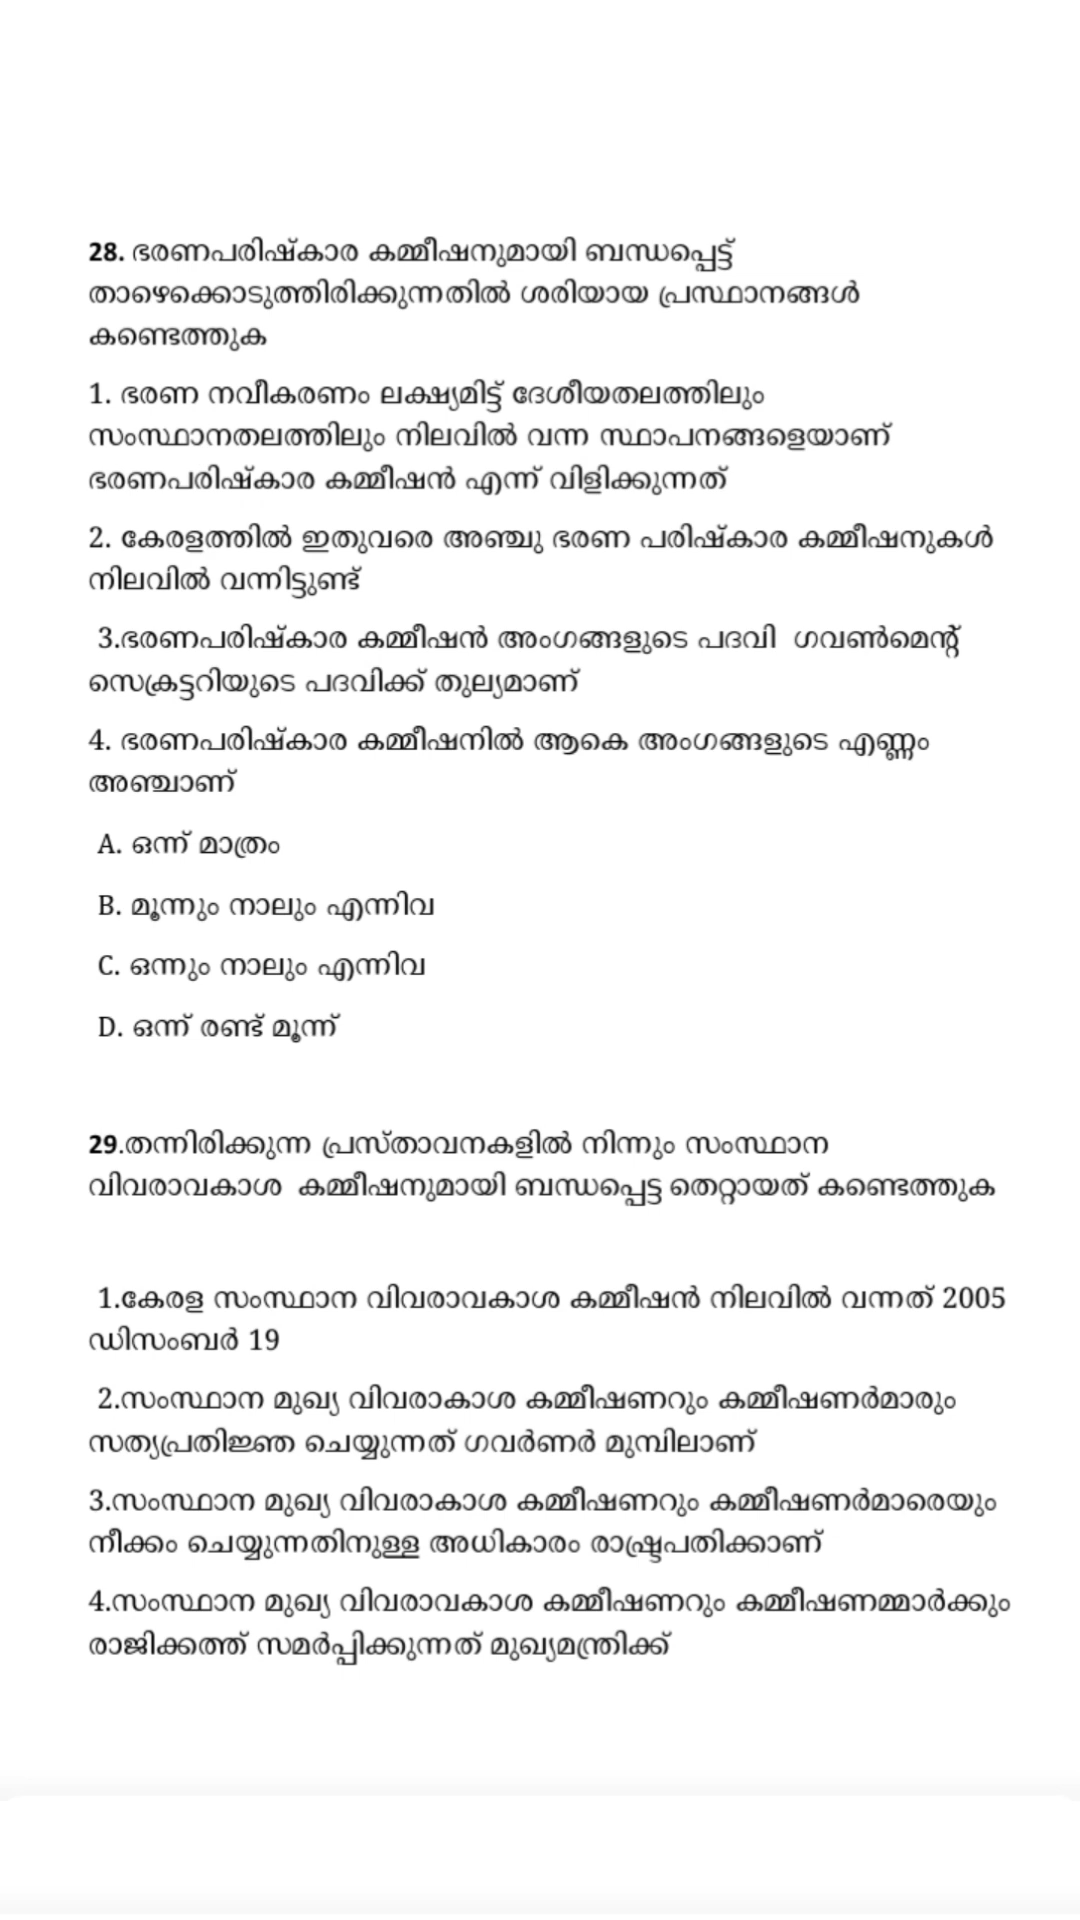 28. ഭരണപരിഷ്കാര കമ്മീഷനുമായി ബന്ധപ്പെട്ട്
താഴെക്കൊടുത്തിരിക്കുന്നതിൽ ശരിയായ പ്രസ്ഥാനങ്ങൾ
കണ്ടെത്തുക
1. ഭരണ നവീകരണം ലക്ഷ്യമിട്ട് ദേശീയതലത്തിലും
സംസ്ഥാനതലത്തിലും നിലവിൽ വന്ന സ്ഥാപനങ്ങളെയാണ്
ഭരണപരിഷ്കാര കമ്മീഷൻ എന്ന് വിളിക്കുന്നത്
2. കേരളത്തിൽ ഇതുവരെ അഞ്ചു ഭരണ പരിഷ്കാര കമ്മീഷനുകൾ
നിലവിൽ വന്നിട്ടുണ്ട്
3.ഭരണപരിഷ്കാര കമ്മീഷൻ അംഗങ്ങളുടെ പദവി ഗവൺമെന്റ്
സെക്രട്ടറിയുടെ പദവിക്ക് തുല്യമാണ്
4. ഭരണപരിഷ്കാര കമ്മീഷനിൽ ആകെ അംഗങ്ങളുടെ എണ്ണം
അഞ്ചാണ്
A. ഒന്ന് മാത്രം
B. മൂന്നും നാലും എന്നിവ
C. ഒന്നും നാലും എന്നിവ
D. ഒന്ന് രണ്ട് മൂന്ന്
29.തന്നിരിക്കുന്ന പ്രസ്താവനകളിൽ നിന്നും സംസ്ഥാന
വിവരാവകാശ കമ്മീഷനുമായി ബന്ധപ്പെട്ട തെറ്റായത് കണ്ടെത്തുക
1.കേരള സംസ്ഥാന വിവരാവകാശ കമ്മീഷൻ നിലവിൽ വന്നത് 2005
ഡിസംബർ 19
2.സംസ്ഥാന മുഖ്യ വിവരാകാശ കമ്മീഷണറും കമ്മീഷണർമാരും
സത്യപ്രതിജ്ഞ ചെയ്യുന്നത് ഗവർണർ മുമ്പിലാണ്
3.സംസ്ഥാന മുഖ്യ വിവരാകാശ കമ്മീഷണറും കമ്മീഷണർമാരെയും
നീക്കം ചെയ്യുന്നതിനുള്ള അധികാരം രാഷ്ട്രപതിക്കാണ്
4.സംസ്ഥാന മുഖ്യ വിവരാവകാശ കമ്മീഷണറും കമ്മീഷണമ്മാർക്കും
രാജിക്കത്ത് സമർപ്പിക്കുന്നത് മുഖ്യമന്ത്രിക്ക്